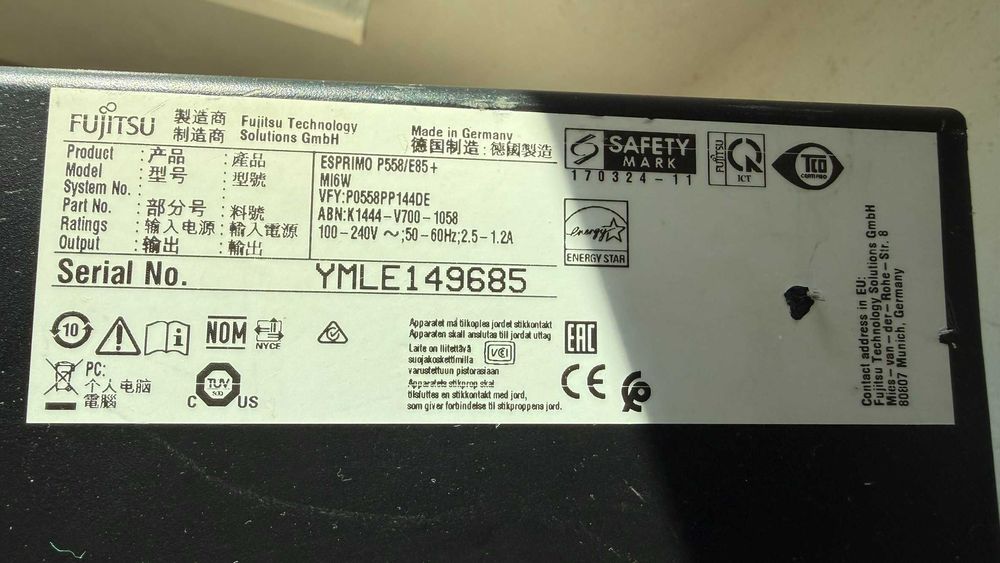 FUJITSU 製造商 Fujitsu Technology
制造商 Solutions GmbH
Made in Germany
德国制造 : 德國製造
Product : 产品 : 產品 ESPRIMO P558/E85+
Model : 型号 : 型號 MI6W
System No. : : VFY:P0558PP144DE
Part No. : 部分号 : 料號 ABN:K1444-V700-1058
Ratings : 输入电源 : 輸入電源 100-240V ~;50-60Hz;2.5-1.2A
Output : 输出 : 輸出
Serial No. YMLE149685
10
i
NOM
NYCE
PC:
个人电脑
電腦
TUV
SUD
C US
Apparatet må tilkoples jordet stikkontakt
Apparaten skall anslutas till jordat uttag
Laite on liitettävä
suojakoskettimilla
varustettuun pistorasiaan
Apparatets stikprop skal
tilsluttes en stikkontakt med jord,
som giver forbindelse til stikproppens jord.
VCI
SAFETY
MARK
170324-11
FUJITSU
ICT
TCO
CERTIFIED
energy
ENERGY STAR
EAC
CE
Contact address in EU:
Fujitsu Technology Solutions GmbH
Mies-van-der-Rohe-Str. 8
80807 Munich, Germany